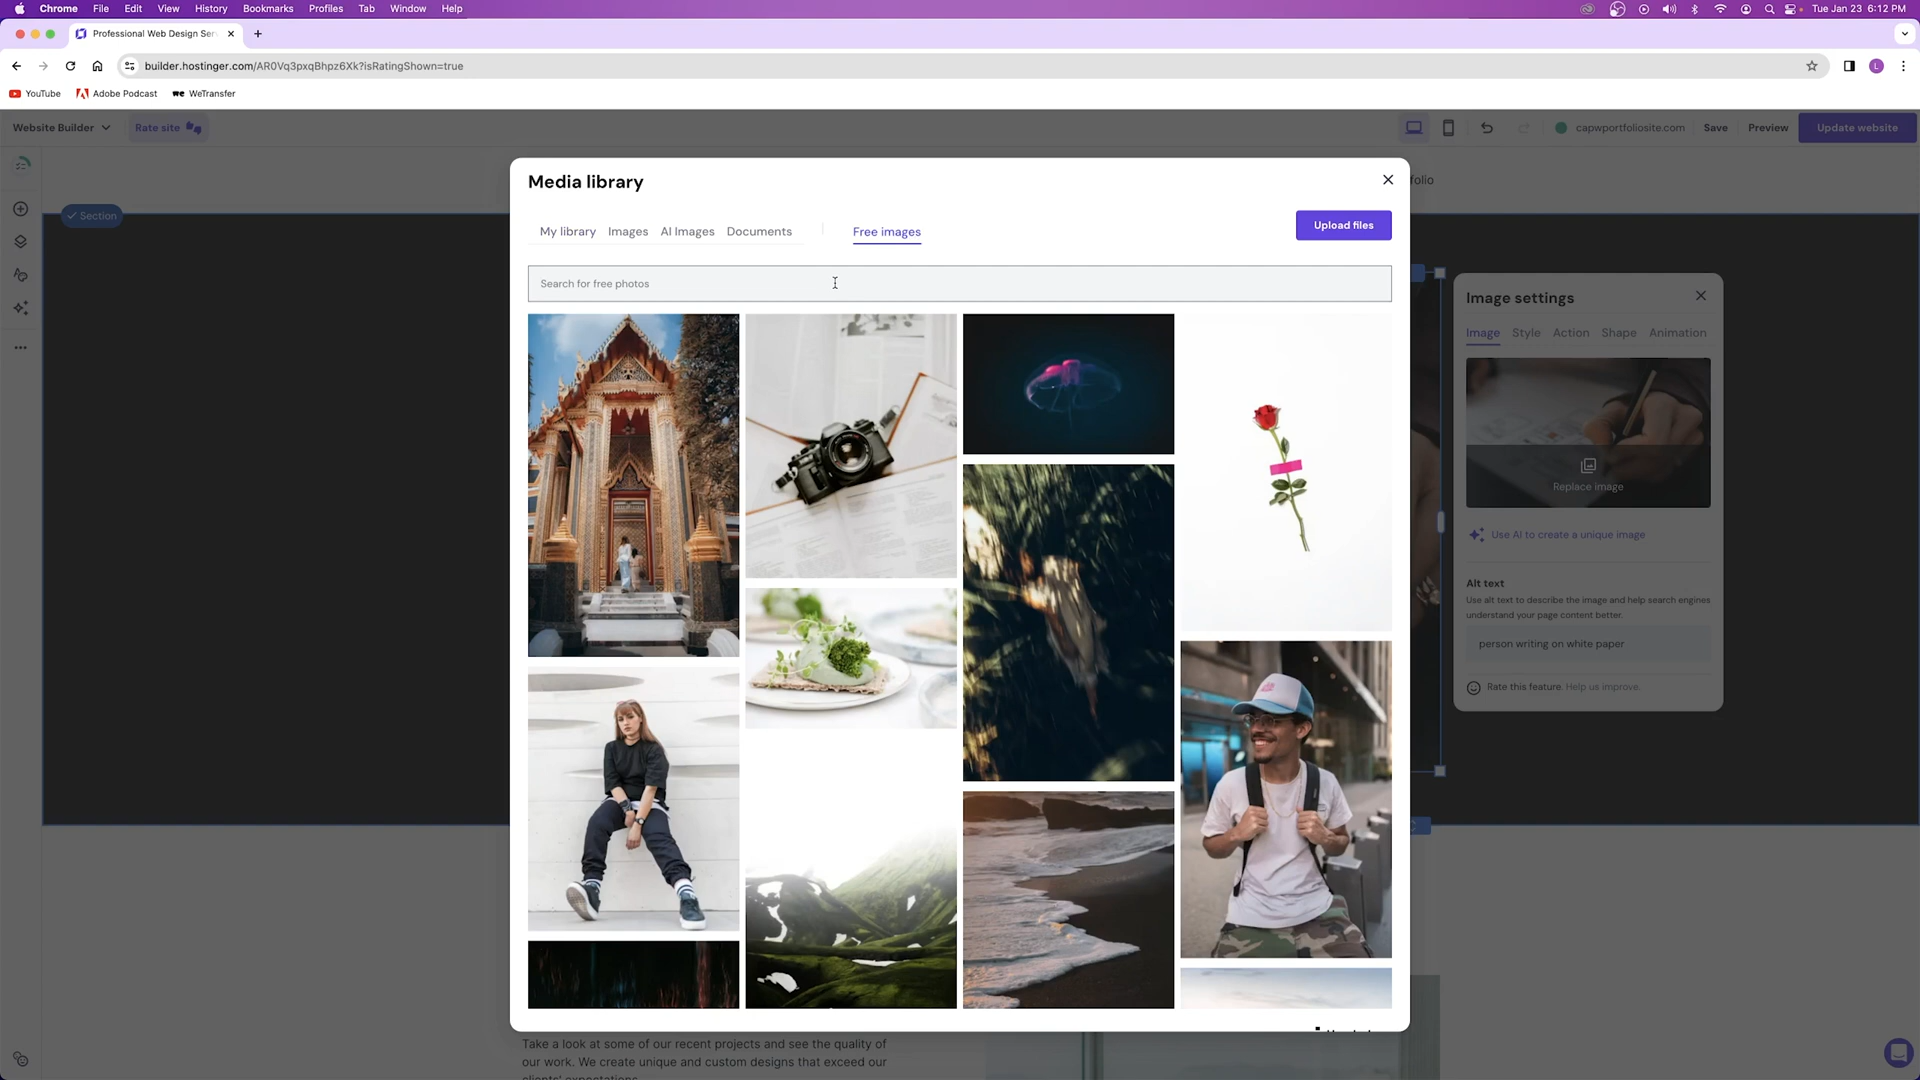 Chrome File Edit View History Bookmarks Profiles Tab Window Help Tue Jan 23 6:12 PM
Professional Web Design Ser
builder.hostinger.com/AR0Vq3pxqBhpz6Xk?isRatingShown=true
YouTube Adobe Podcast WeTransfer
Website Builder Rate site capwportfoliosite.com Save Preview Update website
Section
Media library
folio
My library Images AI Images Documents Free images Upload files
Search for free photos
Image settings
Image Style Action Shape Animation
Replace image
Use AI to create a unique image
Alt text
Use alt text to describe the image and help search engines
understand your page content better.
person writing on white paper
Rate this feature. Help us improve.
Take a look at some of our recent projects and see the quality of
our work. We create unique and custom designs that exceed our
clients' expectations.